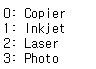 0: Copier
1: Inkjet
2: Laser
3: Photo